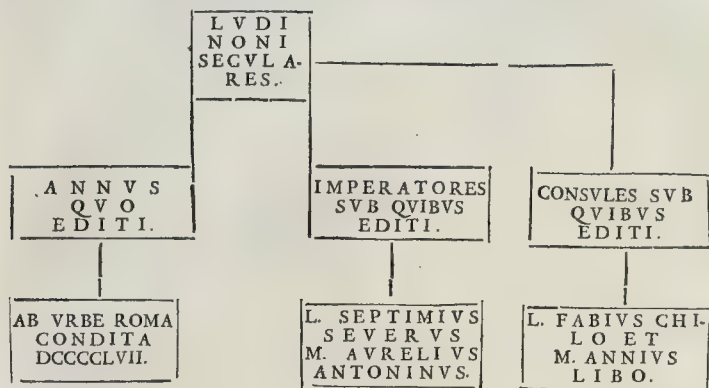 LVDI
NONI
SECVLA-
RES.
ANNVS
QVO
EDITI.
IMPERATORES
SVB QVIBVS
EDITI.
CONSVLES SVB
QVIBVS
EDITI.
AB VRBE ROMA
CONDITA
DCCCCLVII.
L. SEPTIMIVS
SEVERVS
M. AVRELIVS
ANTONINVS.
L. FABIVS CHI-
LO ET
M. ANNIVS
LIBO.